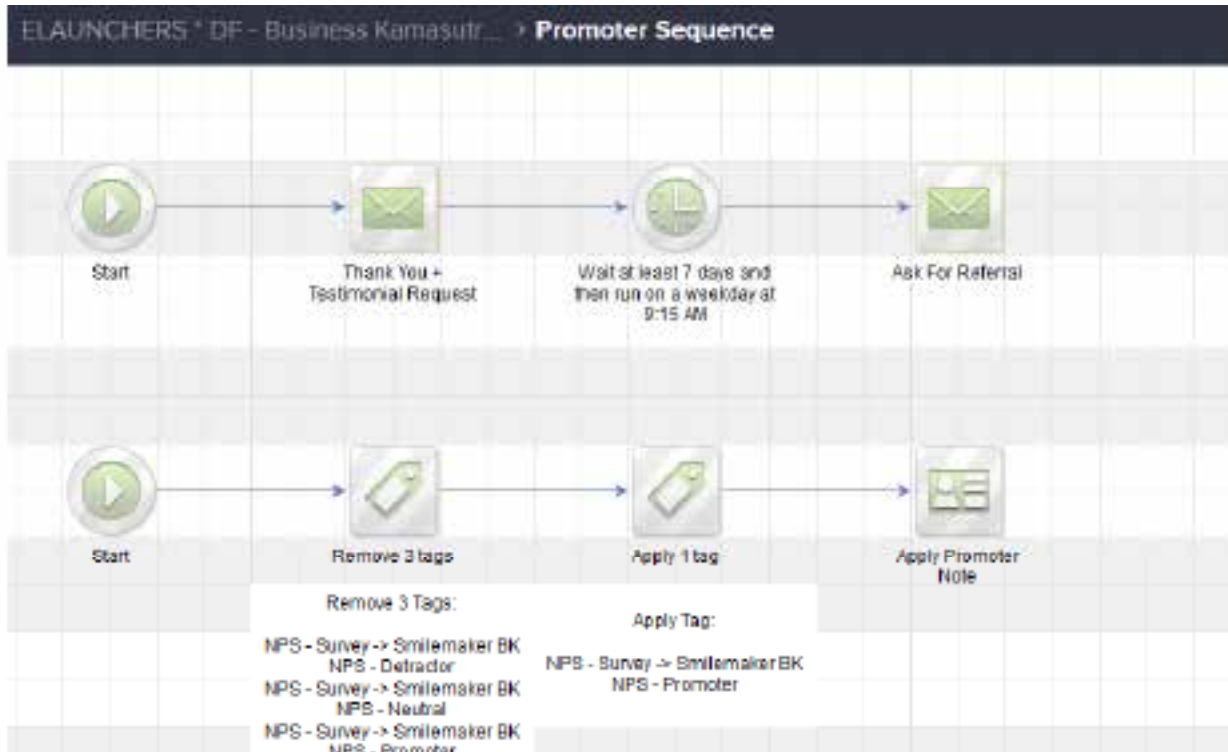 ELAUNCHERS * DF - Business Kamasutr... > Promoter Sequence
Start
Thank You +
Testimonial Request
Wait at least 7 days and
then run on a weekday at
9:15 AM
Ask For Referral
Start
Remove 3 tags
Apply 1 tag
Apply Promoter
Note
Remove 3 Tags:
NPS - Survey -> Smilemaker BK
NPS - Detractor
NPS - Survey -> Smilemaker BK
NPS - Neutral
NPS - Survey -> Smilemaker BK
NPS - Promoter
Apply Tag:
NPS - Survey -> Smilemaker BK
NPS - Promoter